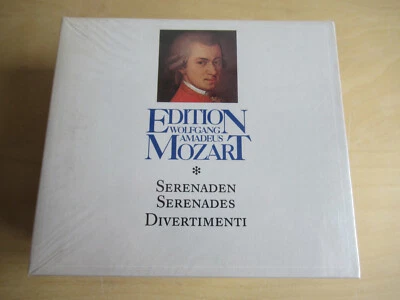 EDITION
WOLFGANG
AMADEUS
MOZART
*
SERENADEN
SERENADES
DIVERTIMENTI